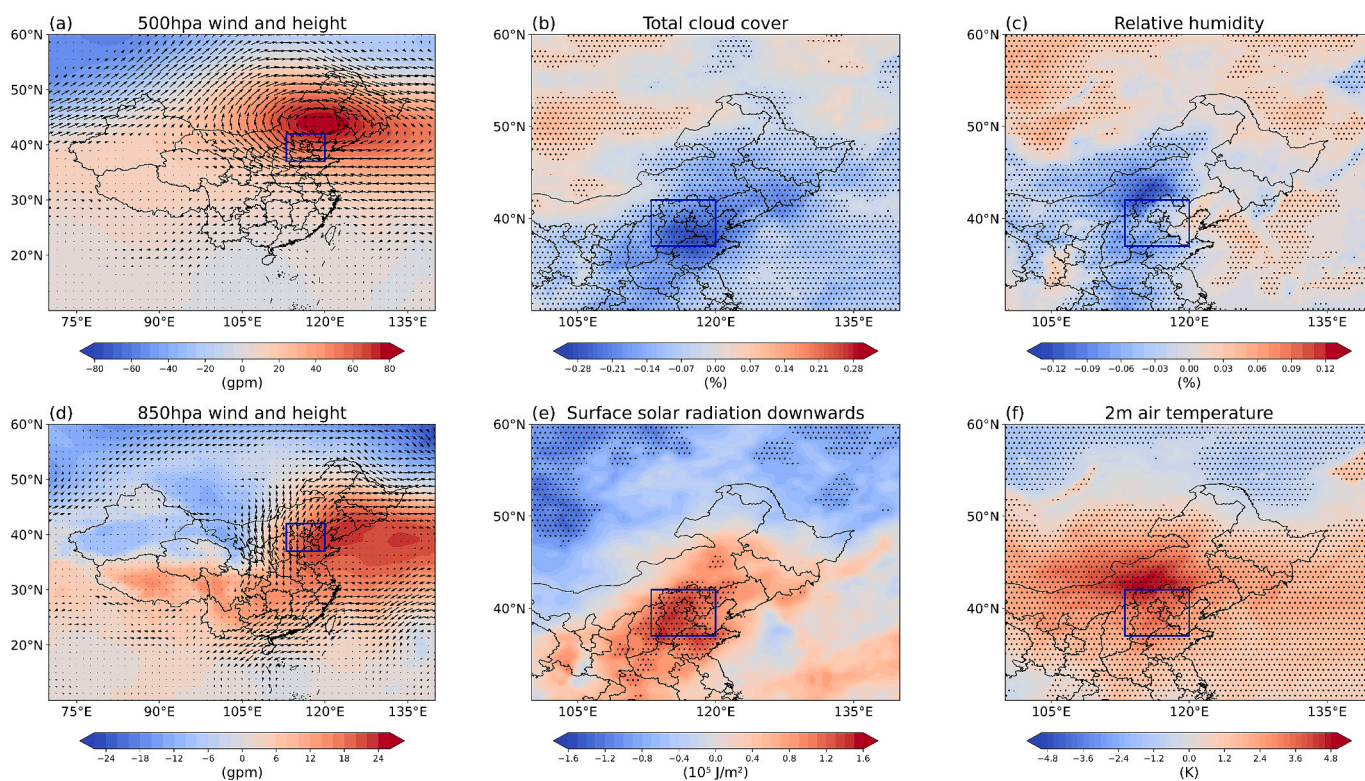 (a) 500hpa wind and height
60°N
50°N
40°N
30°N
20°N
75°E 90°E 105°E 120°E 135°E
−80 −60 −40 −20 0 20 40 60 80
(gpm)
(b) Total cloud cover
60°N
50°N
40°N
105°E 120°E 135°E
−0.28 −0.21 −0.14 −0.07 0.00 0.07 0.14 0.21 0.28
(%)
(c) Relative humidity
60°N
50°N
40°N
105°E 120°E 135°E
−0.12 −0.09 −0.06 −0.03 0.00 0.03 0.06 0.09 0.12
(%)
(d) 850hpa wind and height
60°N
50°N
40°N
30°N
20°N
75°E 90°E 105°E 120°E 135°E
−24 −18 −12 −6 0 6 12 18 24
(gpm)
(e) Surface solar radiation downwards
60°N
50°N
40°N
105°E 120°E 135°E
−1.6 −1.2 −0.8 −0.4 0.0 0.4 0.8 1.2 1.6
(10⁵ J/m²)
(f) 2m air temperature
60°N
50°N
40°N
105°E 120°E 135°E
−4.8 −3.6 −2.4 −1.2 0.0 1.2 2.4 3.6 4.8
(K)